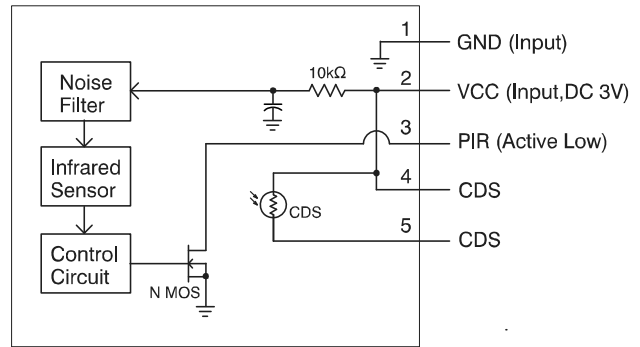 1
GND (Input)
10kΩ
2
VCC (Input,DC 3V)
Noise
Filter
3
PIR (Active Low)
Infrared
Sensor
4
CDS
CDS
5
CDS
Control
Circuit
N MOS